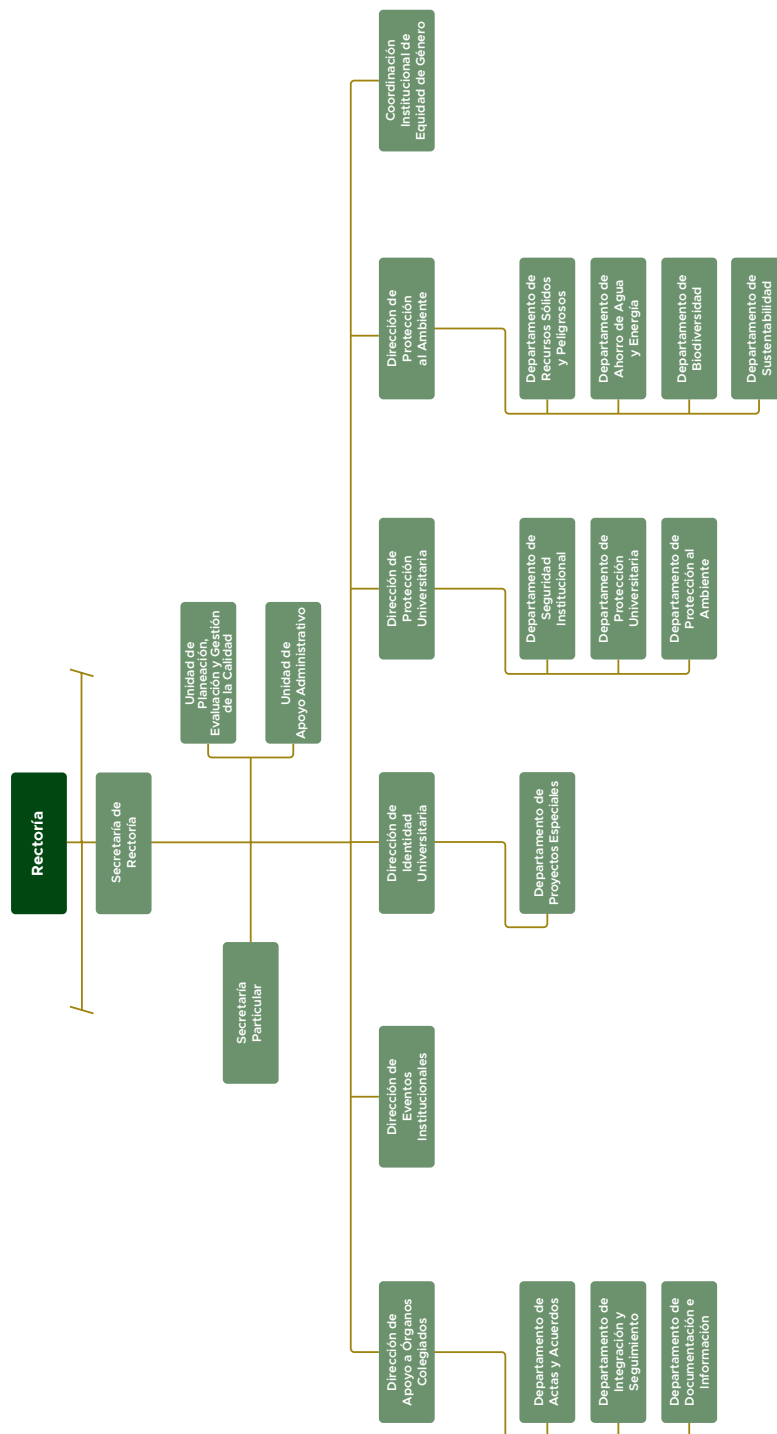 Rectoría
Secretaría de
Rectoría
Secretaría
Particular
Unidad de
Planeación,
Evaluación y Gestión
de la Calidad
Unidad de
Apoyo Administrativo
Dirección de
Apoyo a Órganos
Colegiados
Departamento de
Actas y Acuerdos
Departamento de
Integración y
Seguimiento
Departamento de
Documentación e
Información
Dirección de
Eventos
Institucionales
Dirección de
Identidad
Universitaria
Departamento de
Proyectos Especiales
Dirección de
Protección
Universitaria
Departamento de
Seguridad
Institucional
Departamento de
Protección
Universitaria
Departamento de
Protección al
Ambiente
Dirección de
Protección
al Ambiente
Departamento de
Recursos Sólidos
y Peligrosos
Departamento de
Ahorro de Agua
y Energía
Departamento de
Biodiversidad
Departamento de
Sustentabilidad
Coordinación
Institucional de
Equidad de Género